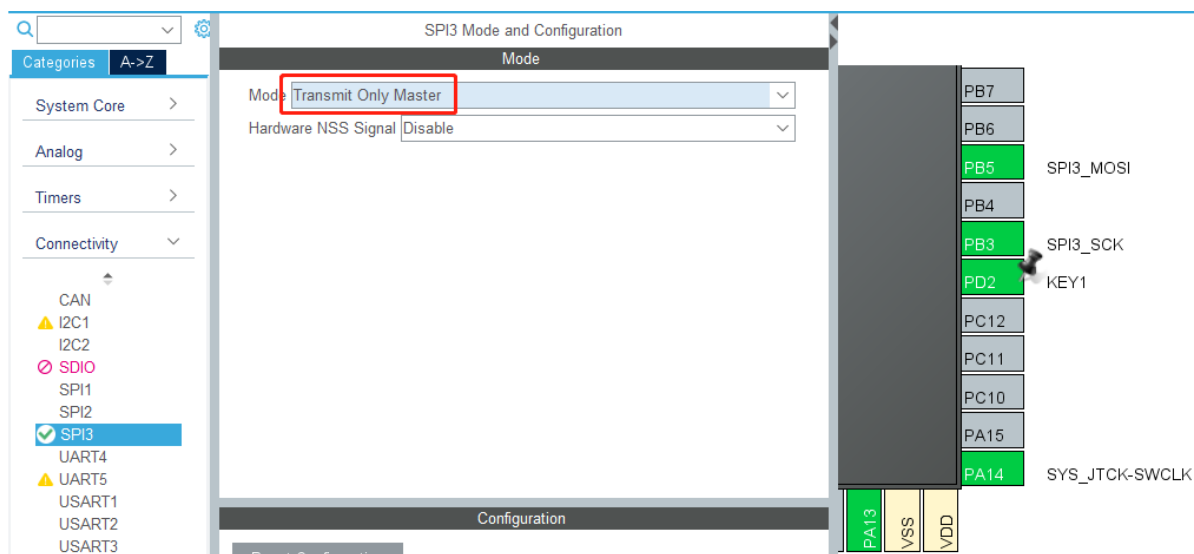 Categories
A->Z
System Core
Analog
Timers
Connectivity
CAN
I2C1
I2C2
SDIO
SPI1
SPI2
SPI3
UART4
UART5
USART1
USART2
USART3
SPI3 Mode and Configuration
Mode
Mode Transmit Only Master
Hardware NSS Signal Disable
Configuration
PB7
PB6
PB5 SPI3_MOSI
PB4
PB3 SPI3_SCK
PD2 KEY1
PC12
PC11
PC10
PA15
PA14 SYS_JTCK-SWCLK
PA13
VSS
VDD